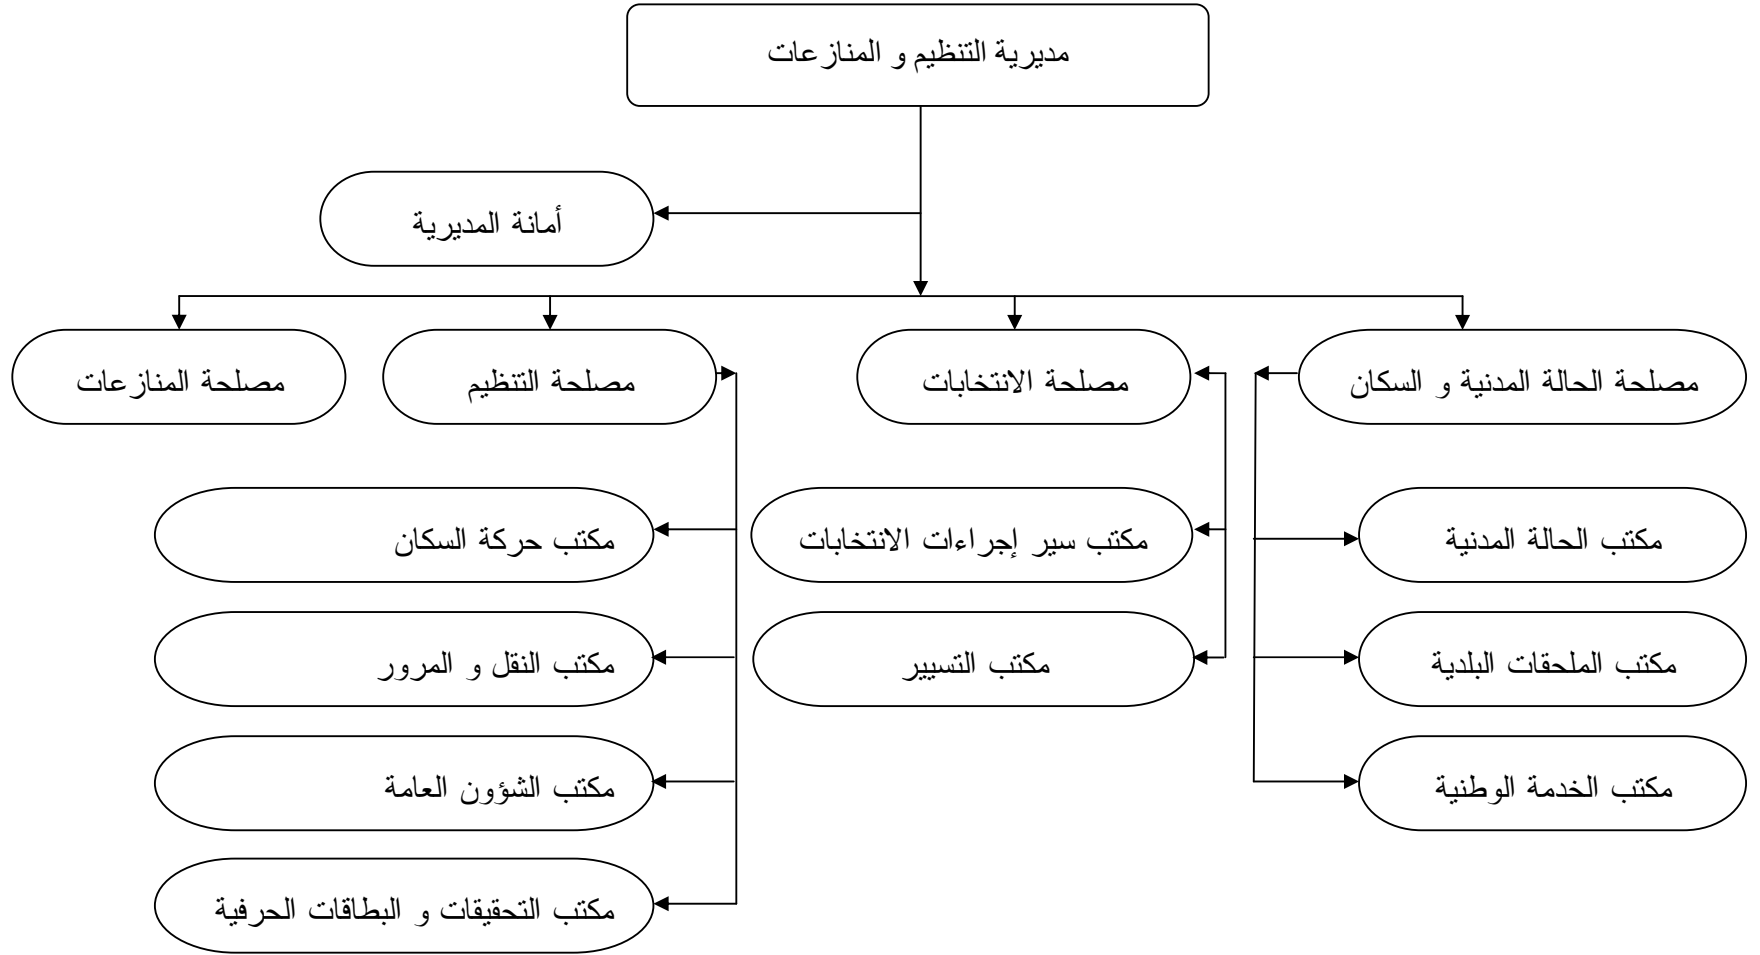 مديرية التنظيم و المنازعات
أمانة المديرية
مصلحة الحالة المدنية و السكان
مصلحة الانتخابات
مصلحة التنظيم
مصلحة المنازعات
مكتب الحالة المدنية
مكتب سير إجراءات الانتخابات
مكتب حركة السكان
مكتب الملحقات البلدية
مكتب التسيير
مكتب النقل و المرور
مكتب الخدمة الوطنية
مكتب الشؤون العامة
مكتب التحقيقات و البطاقات الحرفية